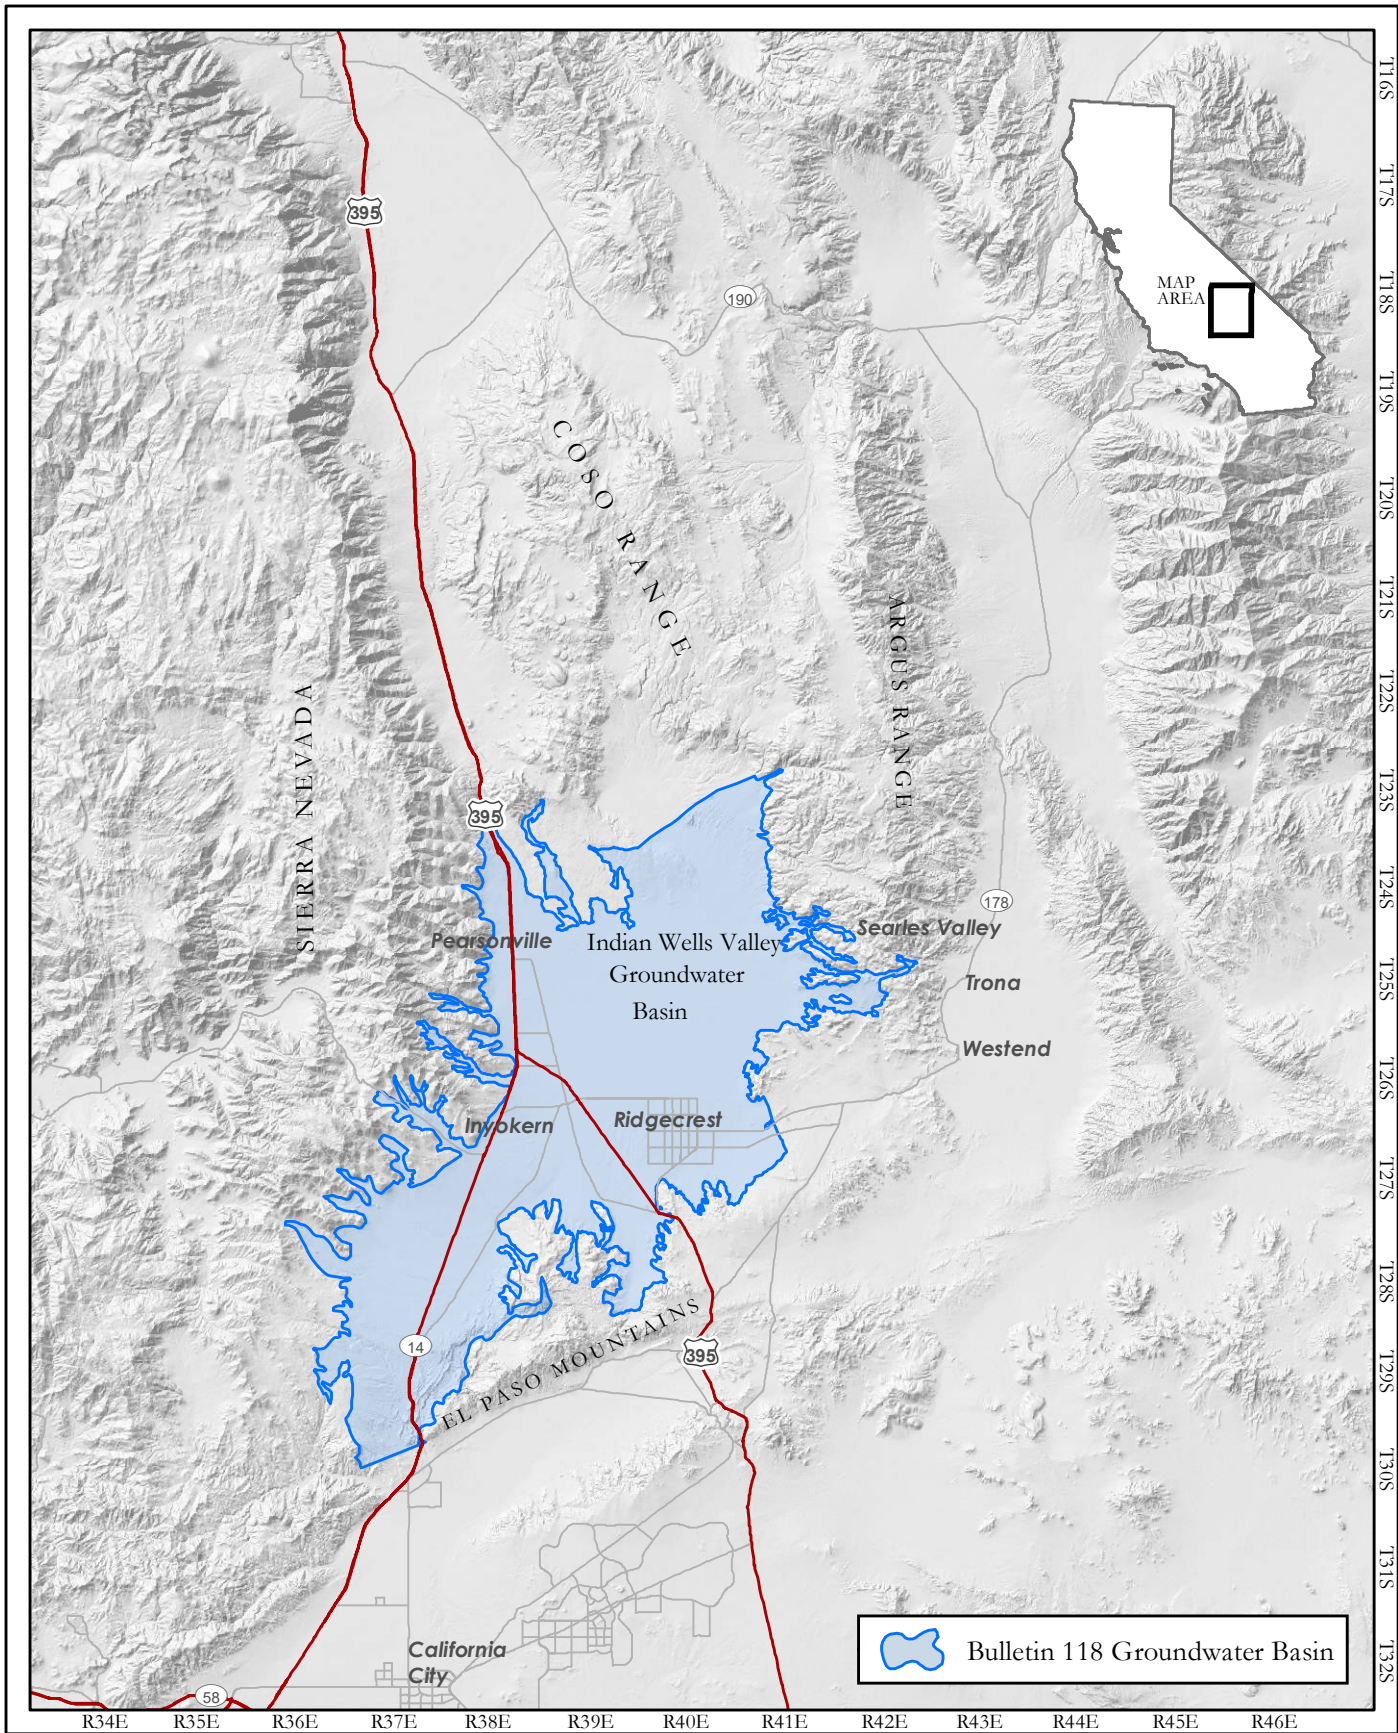 395
190
MAP
AREA
COSO RANGE
ARGUS RANGE
SIERRA NEVADA
395
178
Searles Valley
Pearsonville
Indian Wells Valley
Groundwater
Basin
Trona
Westend
Inyokern
Ridgecrest
14
EL PASO MOUNTAINS
395
California
City
58
Bulletin 118 Groundwater Basin
T16S
T17S
T18S
T19S
T20S
T21S
T22S
T23S
T24S
T25S
T26S
T27S
T28S
T29S
T30S
T31S
T32S
R34E R35E R36E R37E R38E R39E R40E R41E R42E R43E R44E R45E R46E